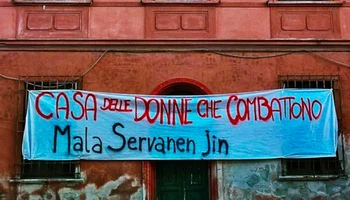 CASA DELLE DONNE CHE COMBATTONO
Mala Servanen Jin